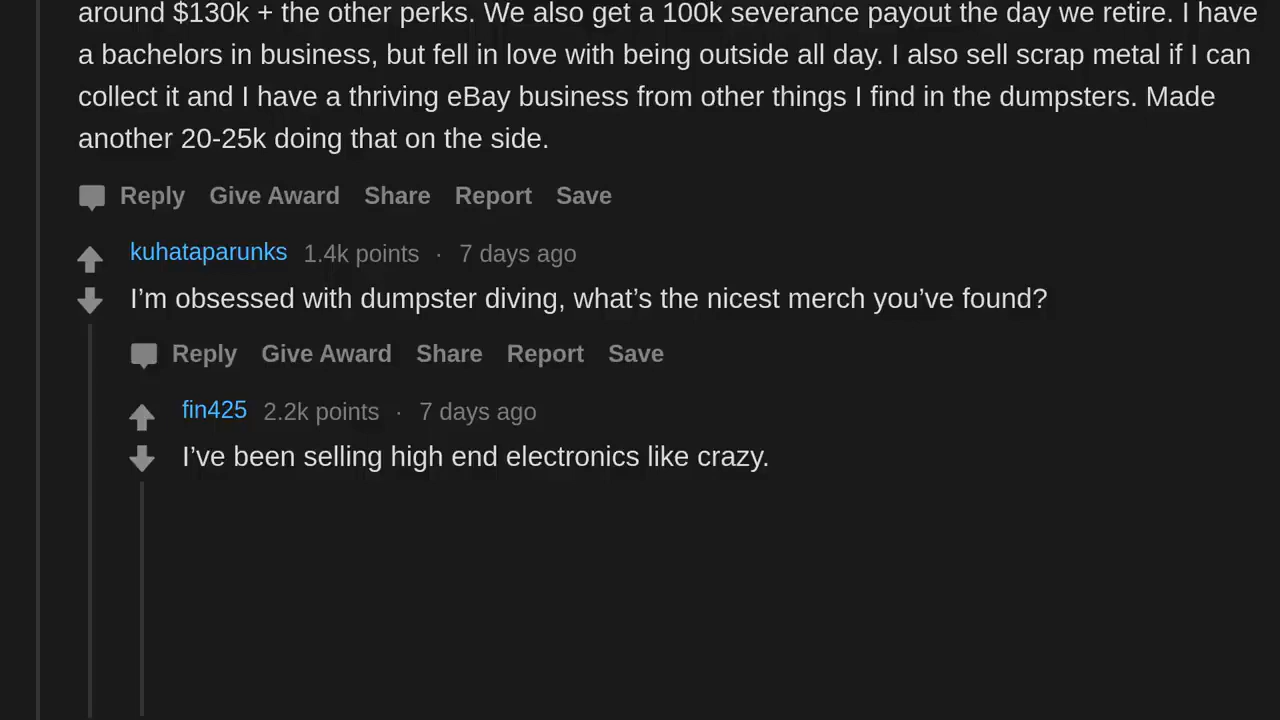 around $130k + the other perks. We also get a 100k severance payout the day we retire. I have
a bachelors in business, but fell in love with being outside all day. I also sell scrap metal if I can
collect it and I have a thriving eBay business from other things I find in the dumpsters. Made
another 20-25k doing that on the side.
Reply Give Award Share Report Save
kuhataparunks 1.4k points · 7 days ago
I’m obsessed with dumpster diving, what’s the nicest merch you’ve found?
Reply Give Award Share Report Save
fin425 2.2k points · 7 days ago
I’ve been selling high end electronics like crazy.